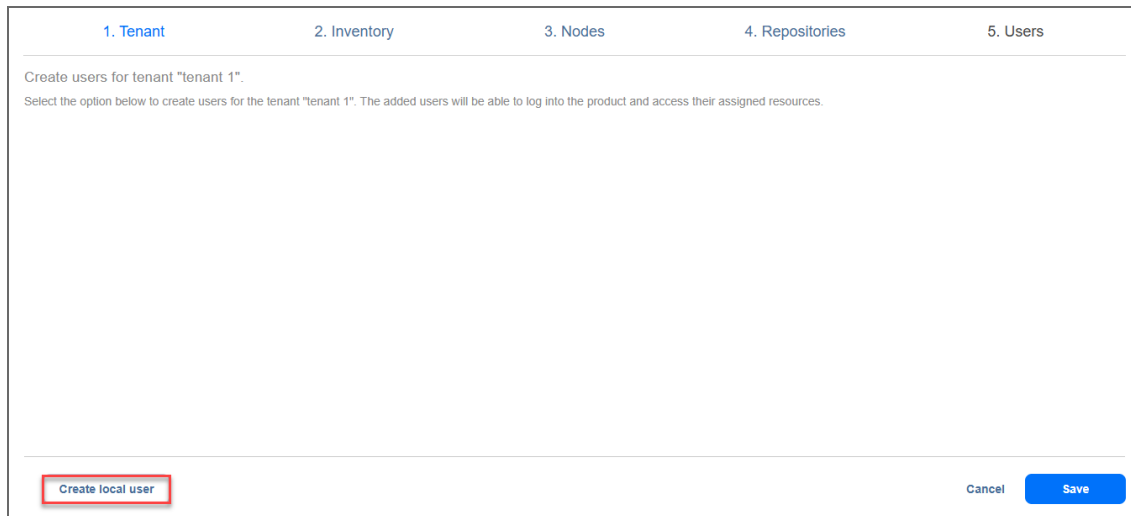 1. Tenant 2. Inventory 3. Nodes 4. Repositories 5. Users
Create users for tenant "tenant 1".
Select the option below to create users for the tenant "tenant 1". The added users will be able to log into the product and access their assigned resources.
Create local user Cancel Save